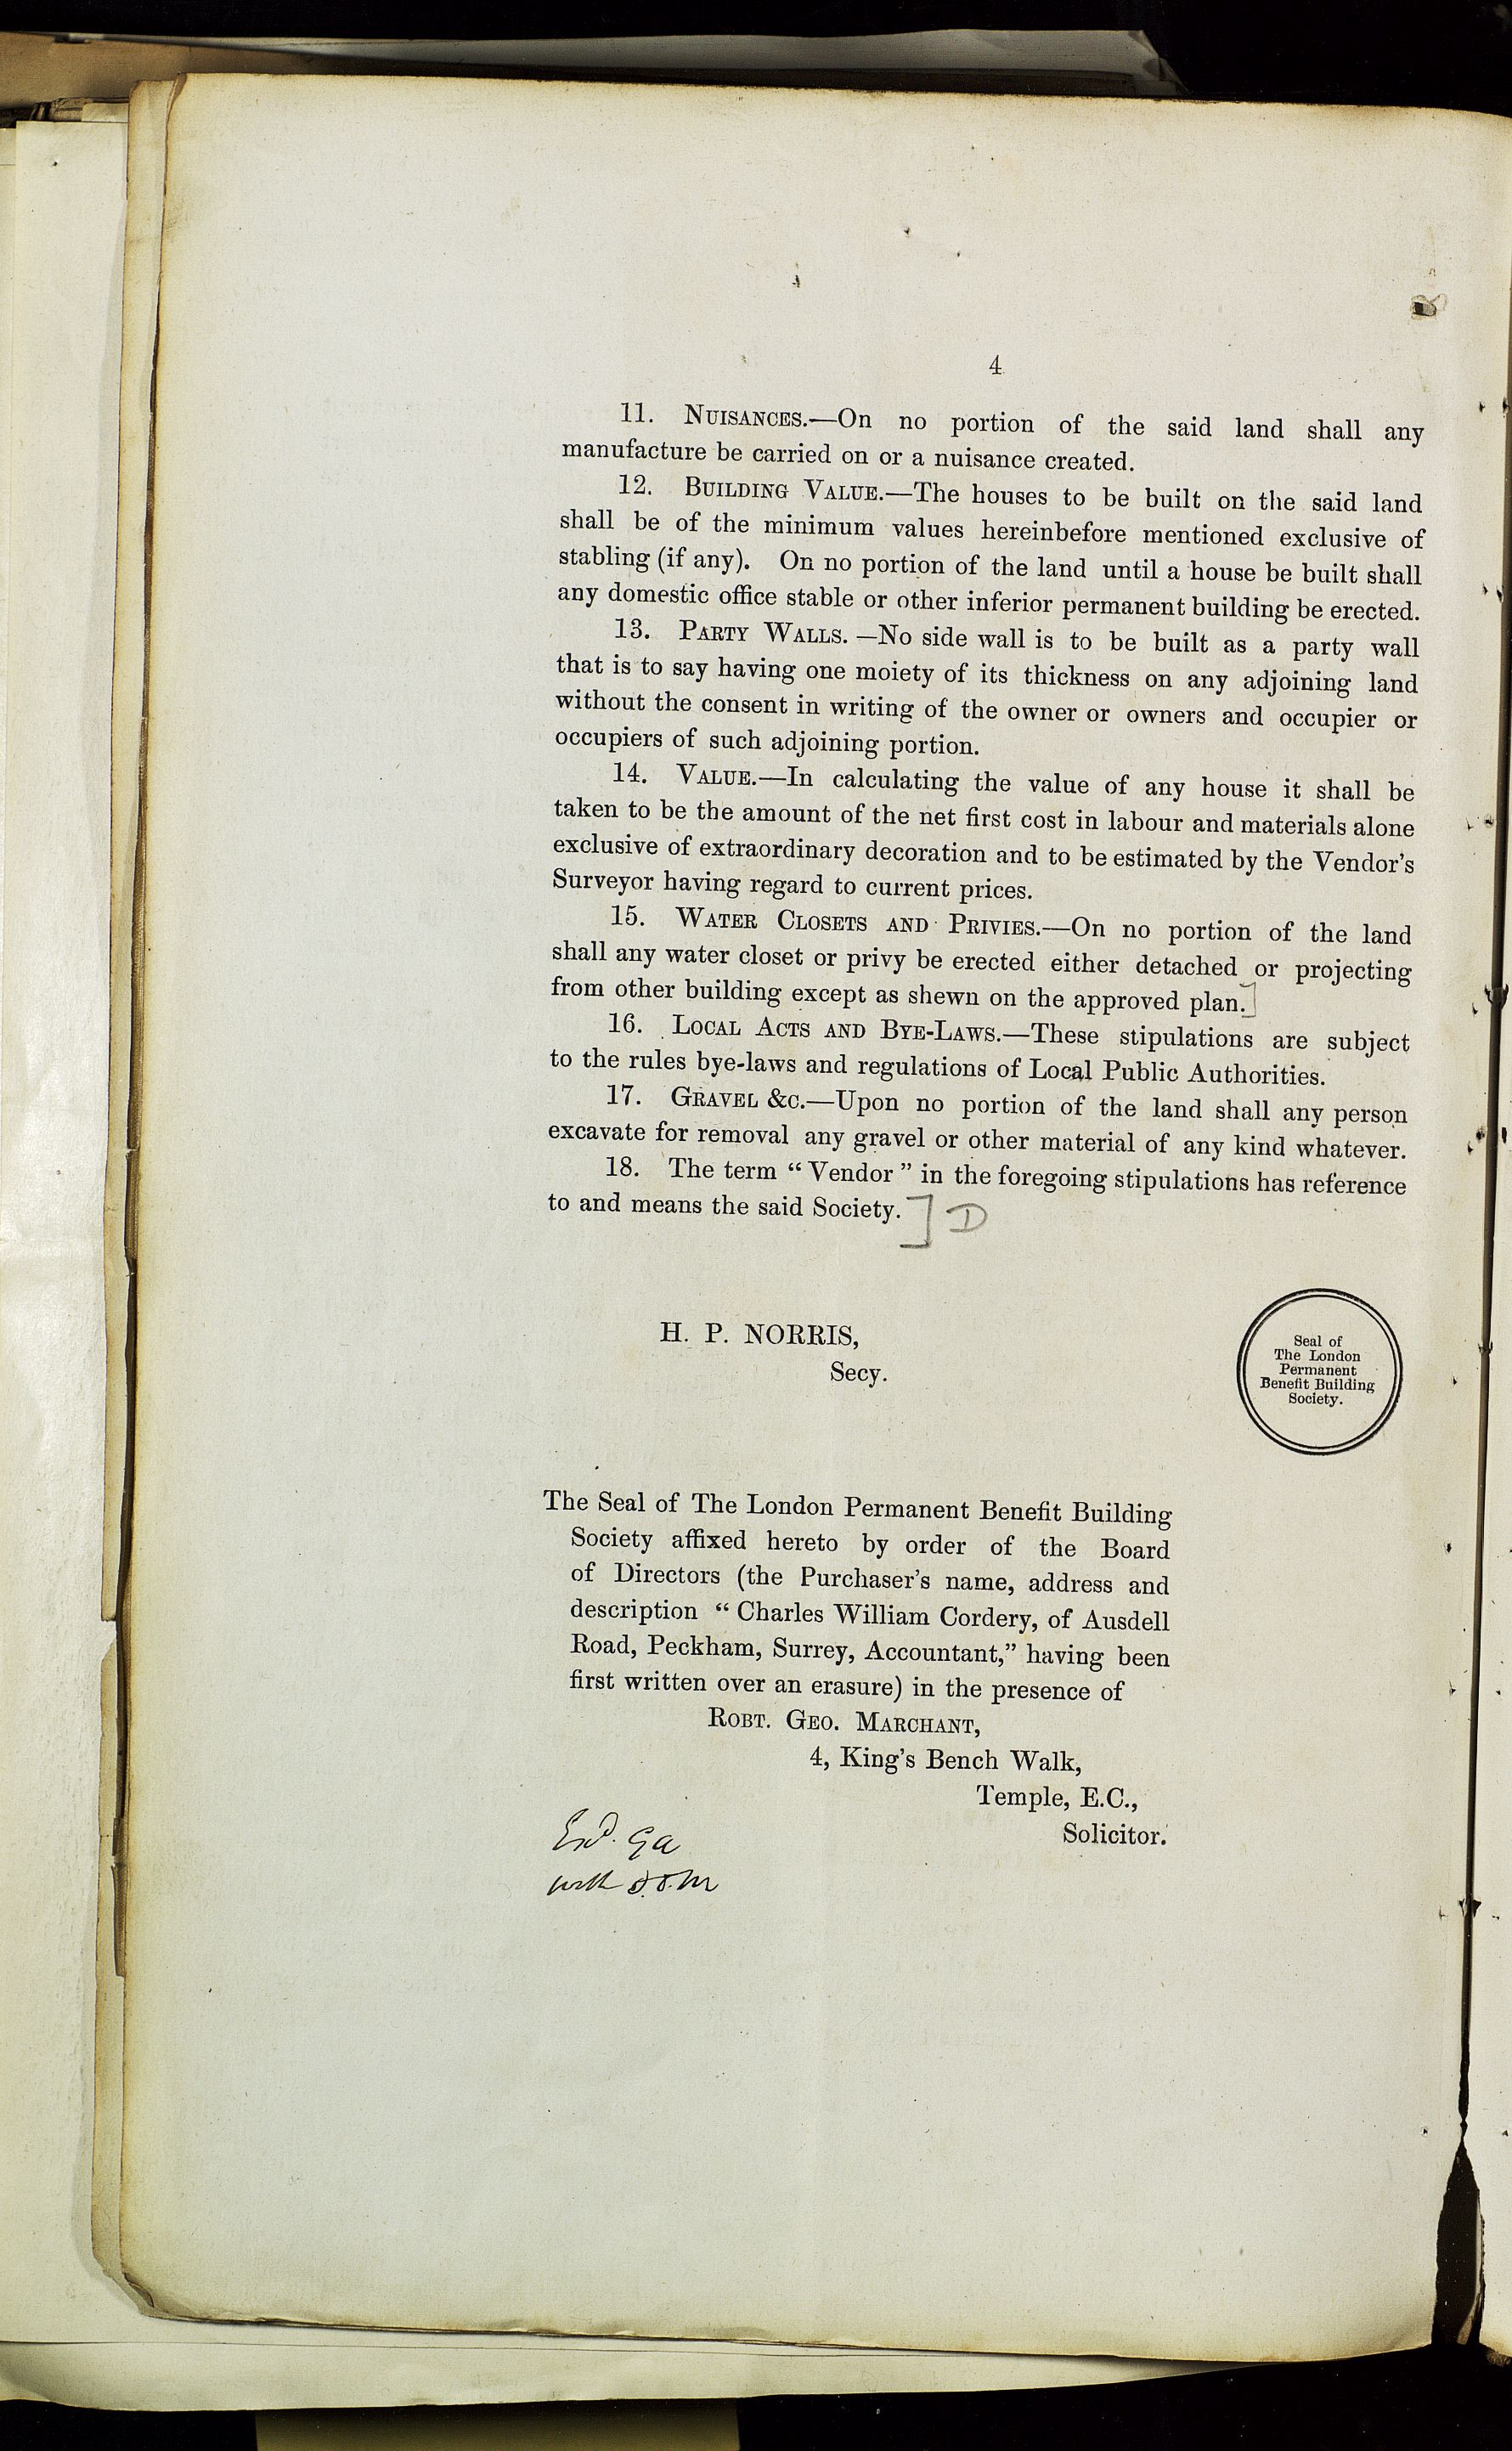 4
11. NUISANCES.—On no portion of the said land shall any
manufacture be carried on or a nuisance created.
12. BUILDING VALUE.—The houses to be built on the said land
shall be of the minimum values hereinbefore mentioned exclusive of
stabling (if any). On no portion of the land until a house be built shall
any domestic office stable or other inferior permanent building be erected.
13. PARTY WALLS.—No side wall is to be built as a party wall
that is to say having one moiety of its thickness on any adjoining land
without the consent in writing of the owner or owners and occupier or
occupiers of such adjoining portion.
14. VALUE.—In calculating the value of any house it shall be
taken to be the amount of the net first cost in labour and materials alone
exclusive of extraordinary decoration and to be estimated by the Vendor's
Surveyor having regard to current prices.
15. WATER CLOSETS AND PRIVIES.—On no portion of the land
shall any water closet or privy be erected either detached or projecting
from other building except as shewn on the approved plan.]
16. LOCAL ACTS AND BYE-LAWS.—These stipulations are subject
to the rules bye-laws and regulations of Local Public Authorities.
17. GRAVEL &C.—Upon no portion of the land shall any person
excavate for removal any gravel or other material of any kind whatever.
18. The term “Vendor” in the foregoing stipulations has reference
to and means the said Society. ] D
H. P. NORRIS,
Secy.
Seal of
The London
Permanent
Benefit Building
Society.
The Seal of The London Permanent Benefit Building
Society affixed hereto by order of the Board
of Directors (the Purchaser's name, address and
description “Charles William Cordery, of Ausdell
Road, Peckham, Surrey, Accountant,” having been
first written over an erasure) in the presence of
ROBT. GEO. MARCHANT,
4, King's Bench Walk,
Temple, E.C.,
Solicitor.
with